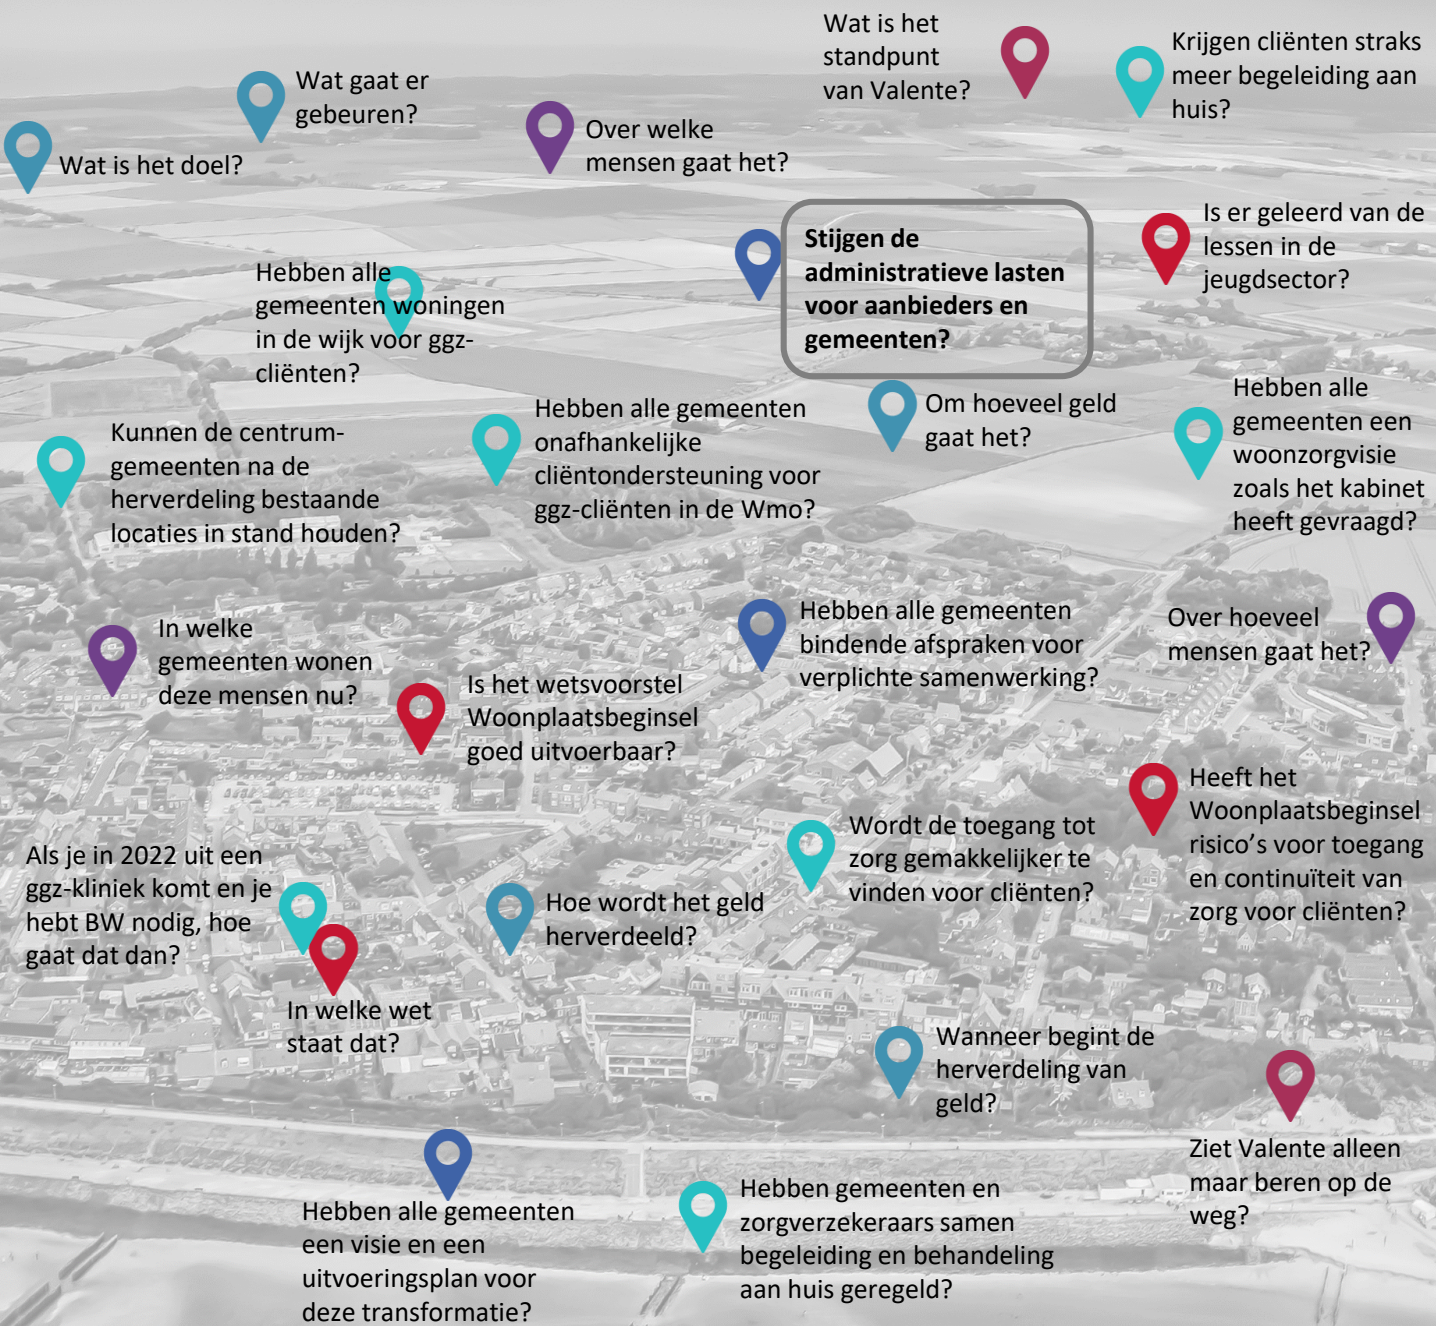 Wat is het
standpunt
van Valente?
Krijgen cliënten straks
meer begeleiding aan
huis?
Wat gaat er
gebeuren?
Over welke
mensen gaat het?
Wat is het doel?
Is er geleerd van de
lessen in de
jeugdsector?
Stijgen de
administratieve lasten
voor aanbieders en
gemeenten?
Hebben alle
gemeenten woningen
in de wijk voor ggz-
cliënten?
Hebben alle
gemeenten een
woonzorgvisie
zoals het kabinet
heeft gevraagd?
Om hoeveel geld
gaat het?
Hebben alle gemeenten
onafhankelijke
cliëntondersteuning voor
ggz-cliënten in de Wmo?
Kunnen de centrum-
gemeenten na de
herverdeling bestaande
locaties in stand houden?
Hebben alle gemeenten
bindende afspraken voor
verplichte samenwerking?
Over hoeveel
mensen gaat het?
In welke
gemeenten wonen
deze mensen nu?
Is het wetsvoorstel
Woonplaatsbeginsel
goed uitvoerbaar?
Heeft het
Woonplaatsbeginsel
risico's voor toegang
en continuïteit van
zorg voor cliënten?
Wordt de toegang tot
zorg gemakkelijker te
vinden voor cliënten?
Als je in 2022 uit een
ggz-kliniek komt en je
hebt BW nodig, hoe
gaat dat dan?
Hoe wordt het geld
herverdeeld?
In welke wet
staat dat?
Wanneer begint de
herverdeling van
geld?
Ziet Valente alleen
maar beren op de
weg?
Hebben alle gemeenten
een visie en een
uitvoeringsplan voor
deze transformatie?
Hebben gemeenten en
zorgverzekeraars samen
begeleiding en behandeling
aan huis geregeld?